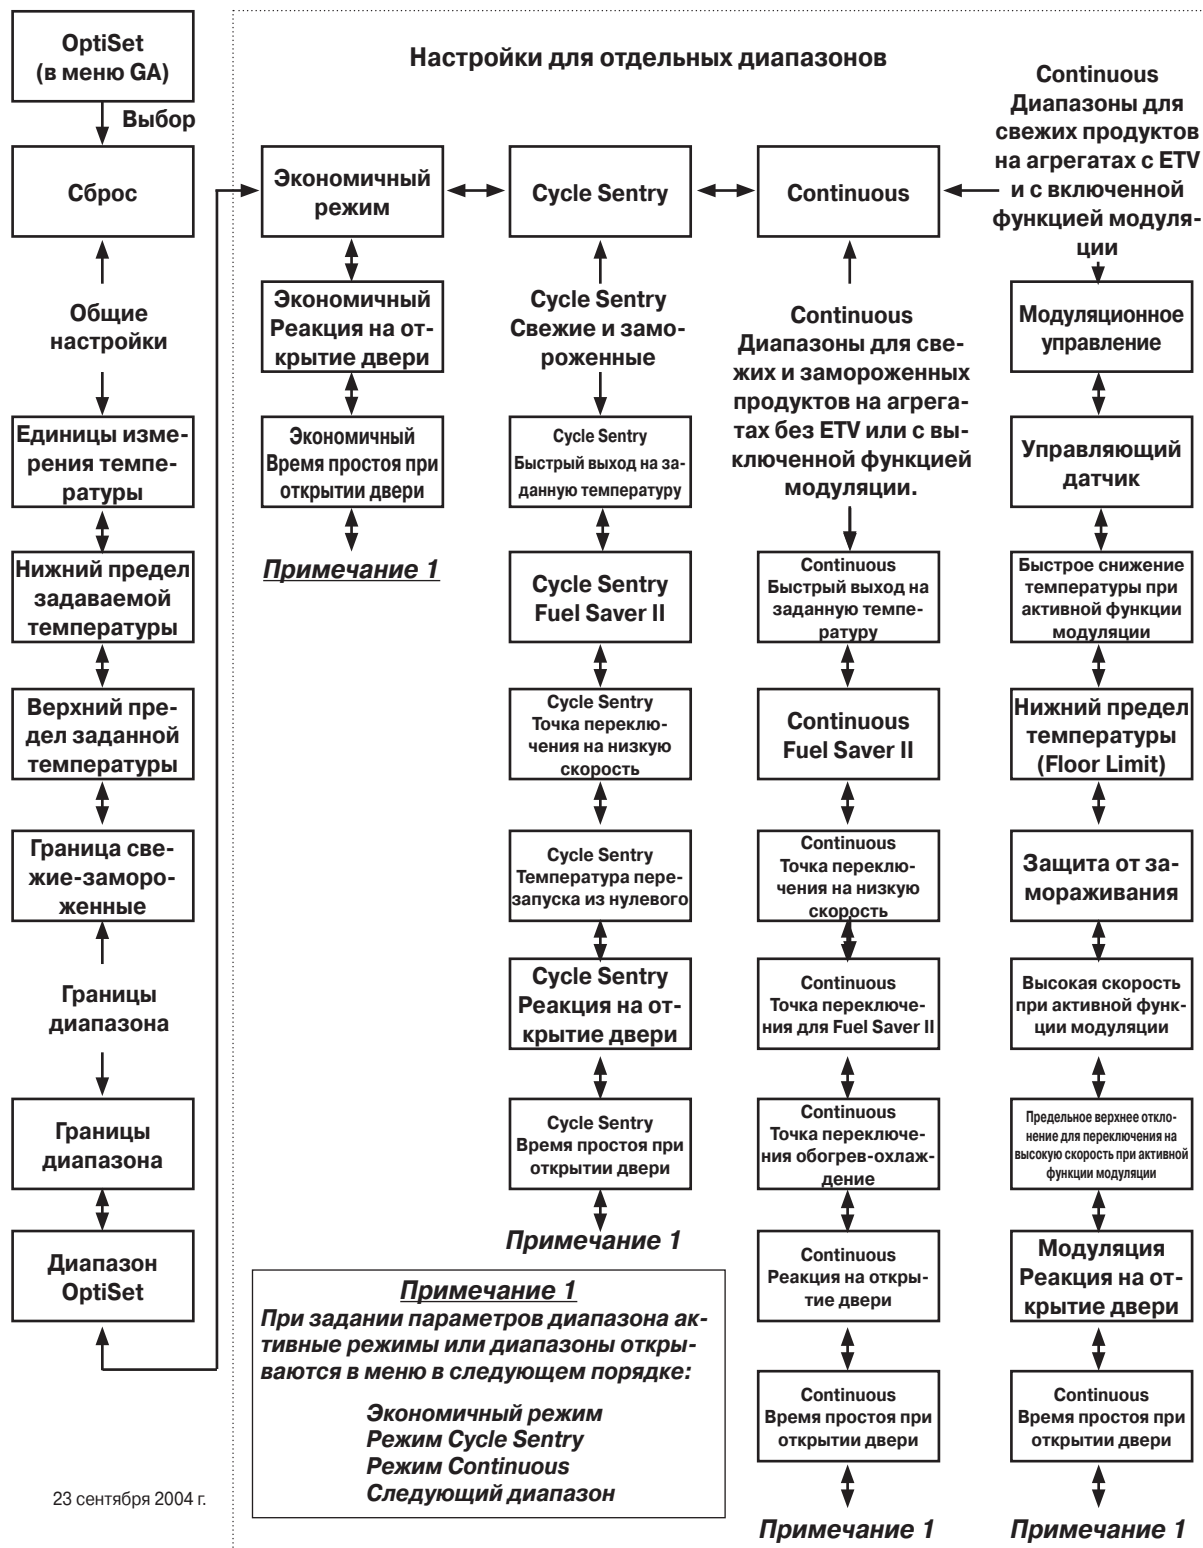 OptiSet
(в меню GA)
Выбор
Сброс
Общие
настройки
Единицы изме-
рения темпе-
ратуры
Нижний предел
задаваемой
температуры
Верхний пре-
дел заданной
температуры
Граница све-
жие-заморо-
женные
Границы
диапазона
Границы
диапазона
Диапазон
OptiSet
23 сентября 2004 г.
Настройки для отдельных диапазонов
Экономичный
режим
Экономичный
Реакция на от-
крытие двери
Экономичный
Время простоя при
открытии двери
Примечание 1
Cycle Sentry
Cycle Sentry
Свежие и замо-
роженные
Cycle Sentry
Быстрый выход на за-
данную температуру
Cycle Sentry
Fuel Saver II
Cycle Sentry
Точка переклю-
чения на низкую
скорость
Cycle Sentry
Температура пере-
запуска из нулевого
Cycle Sentry
Реакция на от-
крытие двери
Cycle Sentry
Время простоя при
открытии двери
Примечание 1
Continuous
Continuous
Диапазоны для све-
жих и замороженных
продуктов на агрега-
тах без ETV или с вы-
ключенной функцией
модуляции.
Continuous
Быстрый выход на
заданную темпе-
ратуру
Continuous
Fuel Saver II
Continuous
Точка переклю-
чения на низкую
скорость
Continuous
Точка переключе-
ния для Fuel Saver II
Continuous
Точка переключе-
ния обогрев-охлаж-
дение
Continuous
Реакция на откры-
тие двери
Continuous
Время простоя при
открытии двери
Примечание 1
Continuous
Диапазоны для
свежих продуктов
на агрегатах с ETV
и с включенной
функцией модуля-
ции
Модуляционное
управление
Управляющий
датчик
Быстрое снижение
температуры при
активной функции
модуляции
Нижний предел
температуры
(Floor Limit)
Защита от за-
мораживания
Высокая скорость
при активной функ-
ции модуляции
Предельное верхнее откло-
нение для переключения на
высокую скорость при активной
функции модуляции
Модуляция
Реакция на от-
крытие двери
Continuous
Время простоя при
открытии двери
Примечание 1
Примечание 1
При задании параметров диапазона ак-
тивные режимы или диапазоны откры-
ваются в меню в следующем порядке:
Экономичный режим
Режим Cycle Sentry
Режим Continuous
Следующий диапазон